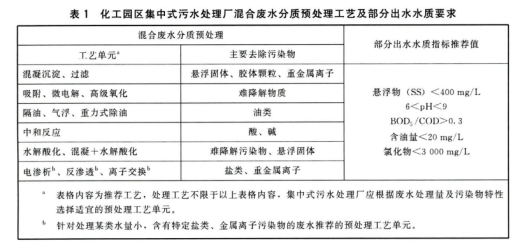 表 1 化工园区集中式污水处理厂混合废水分质预处理工艺及部分出水水质要求
混合废水分质预处理
部分出水水质指标推荐值
工艺单元a
主要去除污染物
混凝沉淀、过滤
悬浮固体、胶体颗粒、重金属离子
吸附、微电解、高级氧化
难降解物质
隔油、气浮、重力式除油
油类
中和反应
酸、碱
水解酸化、混凝+水解酸化
难降解污染物、悬浮固体
电渗析b、反渗透b、离子交换b
盐类、重金属离子
悬浮物（SS）<400 mg/L
6<pH<9
BOD5/COD>0.3
含油量<20 mg/L
氯化物<3 000 mg/L
a 表格内容为推荐工艺，处理工艺不限于以上表格内容，集中式污水处理厂应根据废水处理量及污染物特性
选择适宜的预处理工艺单元。
b 针对处理某类水量小，含有特定盐类、金属离子污染物的废水推荐的预处理工艺单元。